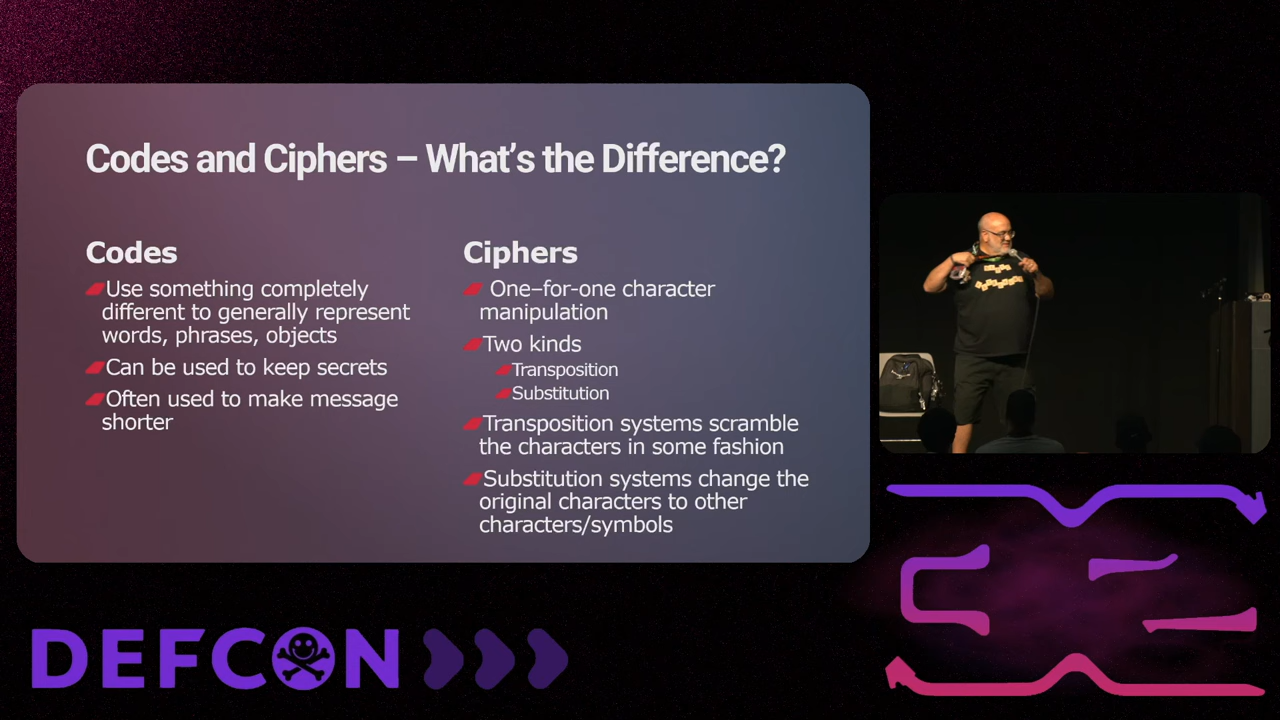 Codes and Ciphers – What's the Difference?
Codes
Use something completely
different to generally represent
words, phrases, objects
Can be used to keep secrets
Often used to make message
shorter
Ciphers
One–for–one character
manipulation
Two kinds
Transposition
Substitution
Transposition systems scramble
the characters in some fashion
Substitution systems change the
original characters to other
characters/symbols
DEFCON